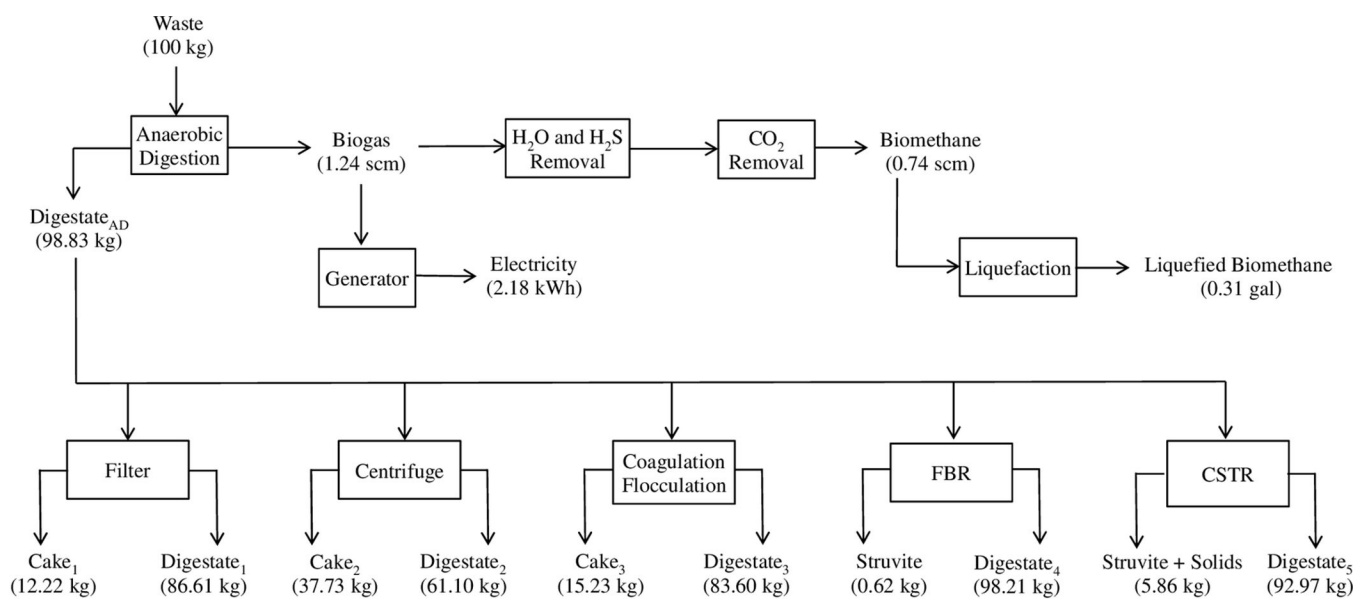 Waste
(100 kg)
Anaerobic
Digestion
Biogas
(1.24 scm)
H₂O and H₂S
Removal
CO₂
Removal
Biomethane
(0.74 scm)
Digestate_AD
(98.83 kg)
Generator
Electricity
(2.18 kWh)
Liquefaction
Liquefied Biomethane
(0.31 gal)
Filter
Centrifuge
Coagulation
Flocculation
FBR
CSTR
Cake₁
(12.22 kg)
Digestate₁
(86.61 kg)
Cake₂
(37.73 kg)
Digestate₂
(61.10 kg)
Cake₃
(15.23 kg)
Digestate₃
(83.60 kg)
Struvite
(0.62 kg)
Digestate₄
(98.21 kg)
Struvite + Solids
(5.86 kg)
Digestate₅
(92.97 kg)